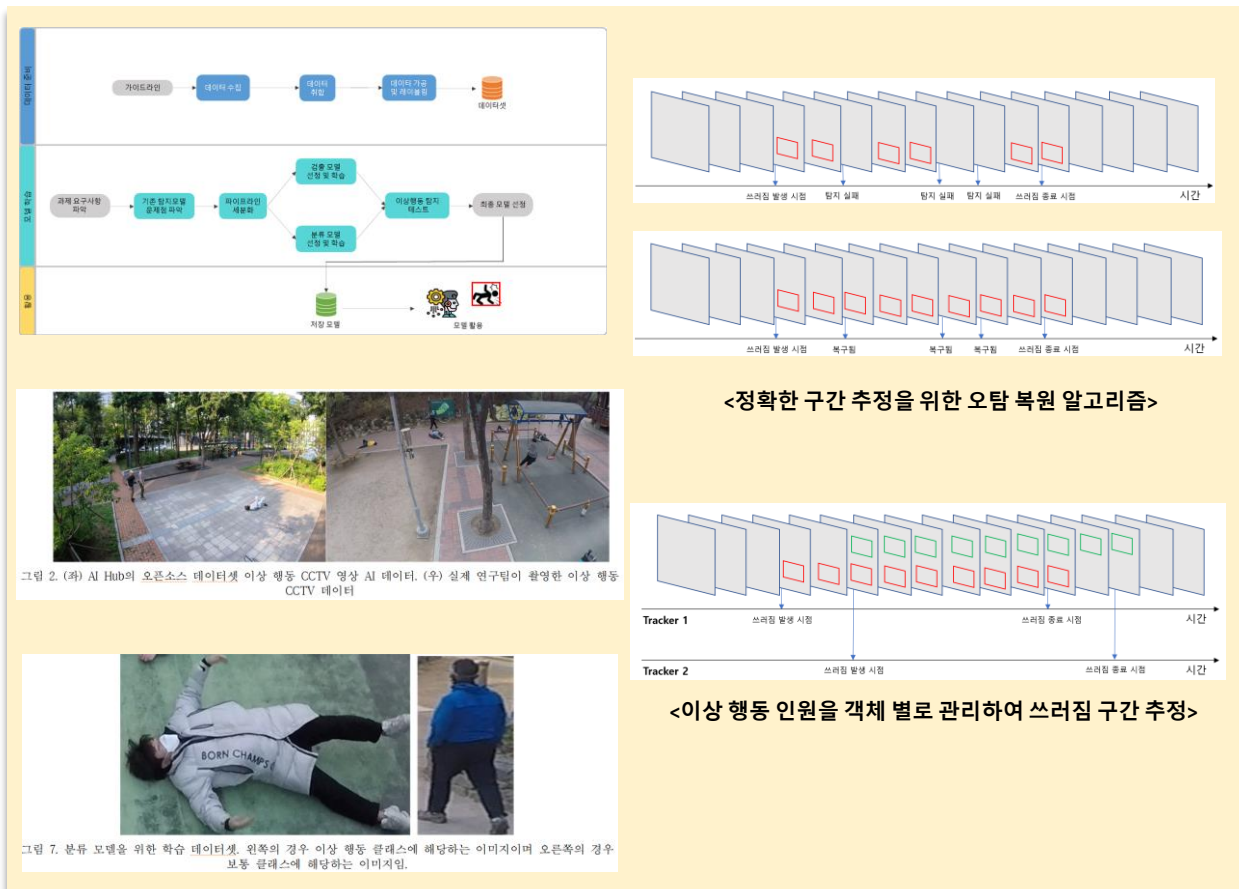 데이터 준비
가이드라인
데이터 수집
데이터
취합
데이터 가공
및 레이블링
데이터셋
모델 학습
과제 요구사항
파악
기존 탐지모델
문제점 파악
파이프라인
세분화
검출 모델
선정 및 학습
분류 모델
선정 및 학습
이상행동 탐지
테스트
최종 모델 선정
활용
저장 모델
모델 활용
그림 2. (좌) AI Hub의 오픈소스 데이터셋 이상 행동 CCTV 영상 AI 데이터. (우) 실제 연구팀이 촬영한 이상 행동
CCTV 데이터
BORN CHAMPS
그림 7. 분류 모델을 위한 학습 데이터셋. 왼쪽의 경우 이상 행동 클래스에 해당하는 이미지이며 오른쪽의 경우
보통 클래스에 해당하는 이미지임.
쓰러짐 발생 시점 탐지 실패 탐지 실패 탐지 실패 쓰러짐 종료 시점 시간
쓰러짐 발생 시점 복구됨 복구됨 복구됨 쓰러짐 종료 시점 시간
<정확한 구간 추정을 위한 오탐 복원 알고리즘>
Tracker 1 쓰러짐 발생 시점 쓰러짐 종료 시점 시간
Tracker 2 쓰러짐 발생 시점 쓰러짐 종료 시점 시간
<이상 행동 인원을 객체 별로 관리하여 쓰러짐 구간 추정>